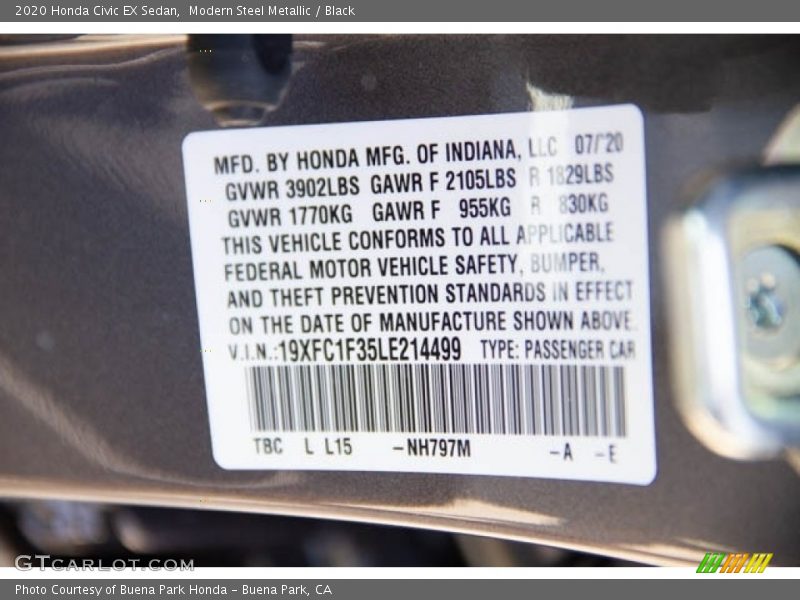 2020 Honda Civic EX Sedan,  Modern Steel Metallic / Black
MFD. BY HONDA MFG. OF INDIANA, LLC 07/'20
GVWR 3902LBS GAWR F 2105LBS R 1829LBS
GVWR 1770KG GAWR F 955KG R 830KG
THIS VEHICLE CONFORMS TO ALL APPLICABLE
FEDERAL MOTOR VEHICLE SAFETY, BUMPER,
AND THEFT PREVENTION STANDARDS IN EFFECT
ON THE DATE OF MANUFACTURE SHOWN ABOVE.
V.I.N.:19XFC1F35LE214499 TYPE: PASSENGER CAR
TBC L L15 -NH797M -A -E
GTCARLOT.COM
Photo Courtesy of Buena Park Honda - Buena Park, CA